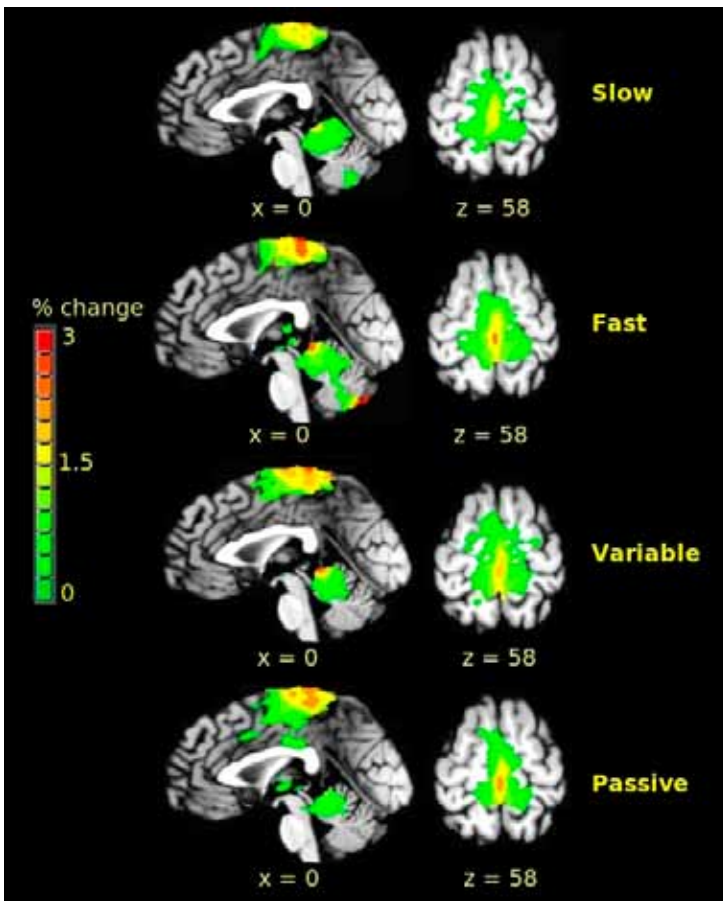 Slow
x = 0 z = 58
% change
3
Fast
x = 0 z = 58
1.5
Variable
0
x = 0 z = 58
Passive
x = 0 z = 58